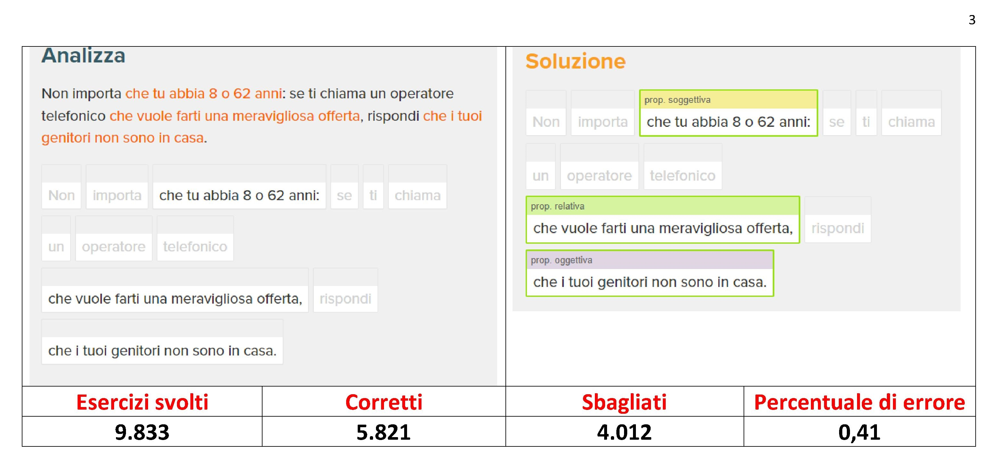 3
Analizza
Non importa che tu abbia 8 o 62 anni: se ti chiama un operatore
telefonico che vuole farti una meravigliosa offerta, rispondi che i tuoi
genitori non sono in casa.
Non importa che tu abbia 8 o 62 anni: se ti chiama
un operatore telefonico
che vuole farti una meravigliosa offerta, rispondi
che i tuoi genitori non sono in casa.
Soluzione
prop. soggettiva
Non importa che tu abbia 8 o 62 anni: se ti chiama
un operatore telefonico
prop. relativa
che vuole farti una meravigliosa offerta, rispondi
prop. oggettiva
che i tuoi genitori non sono in casa.
Esercizi svolti Corretti Sbagliati Percentuale di errore
9.833 5.821 4.012 0,41